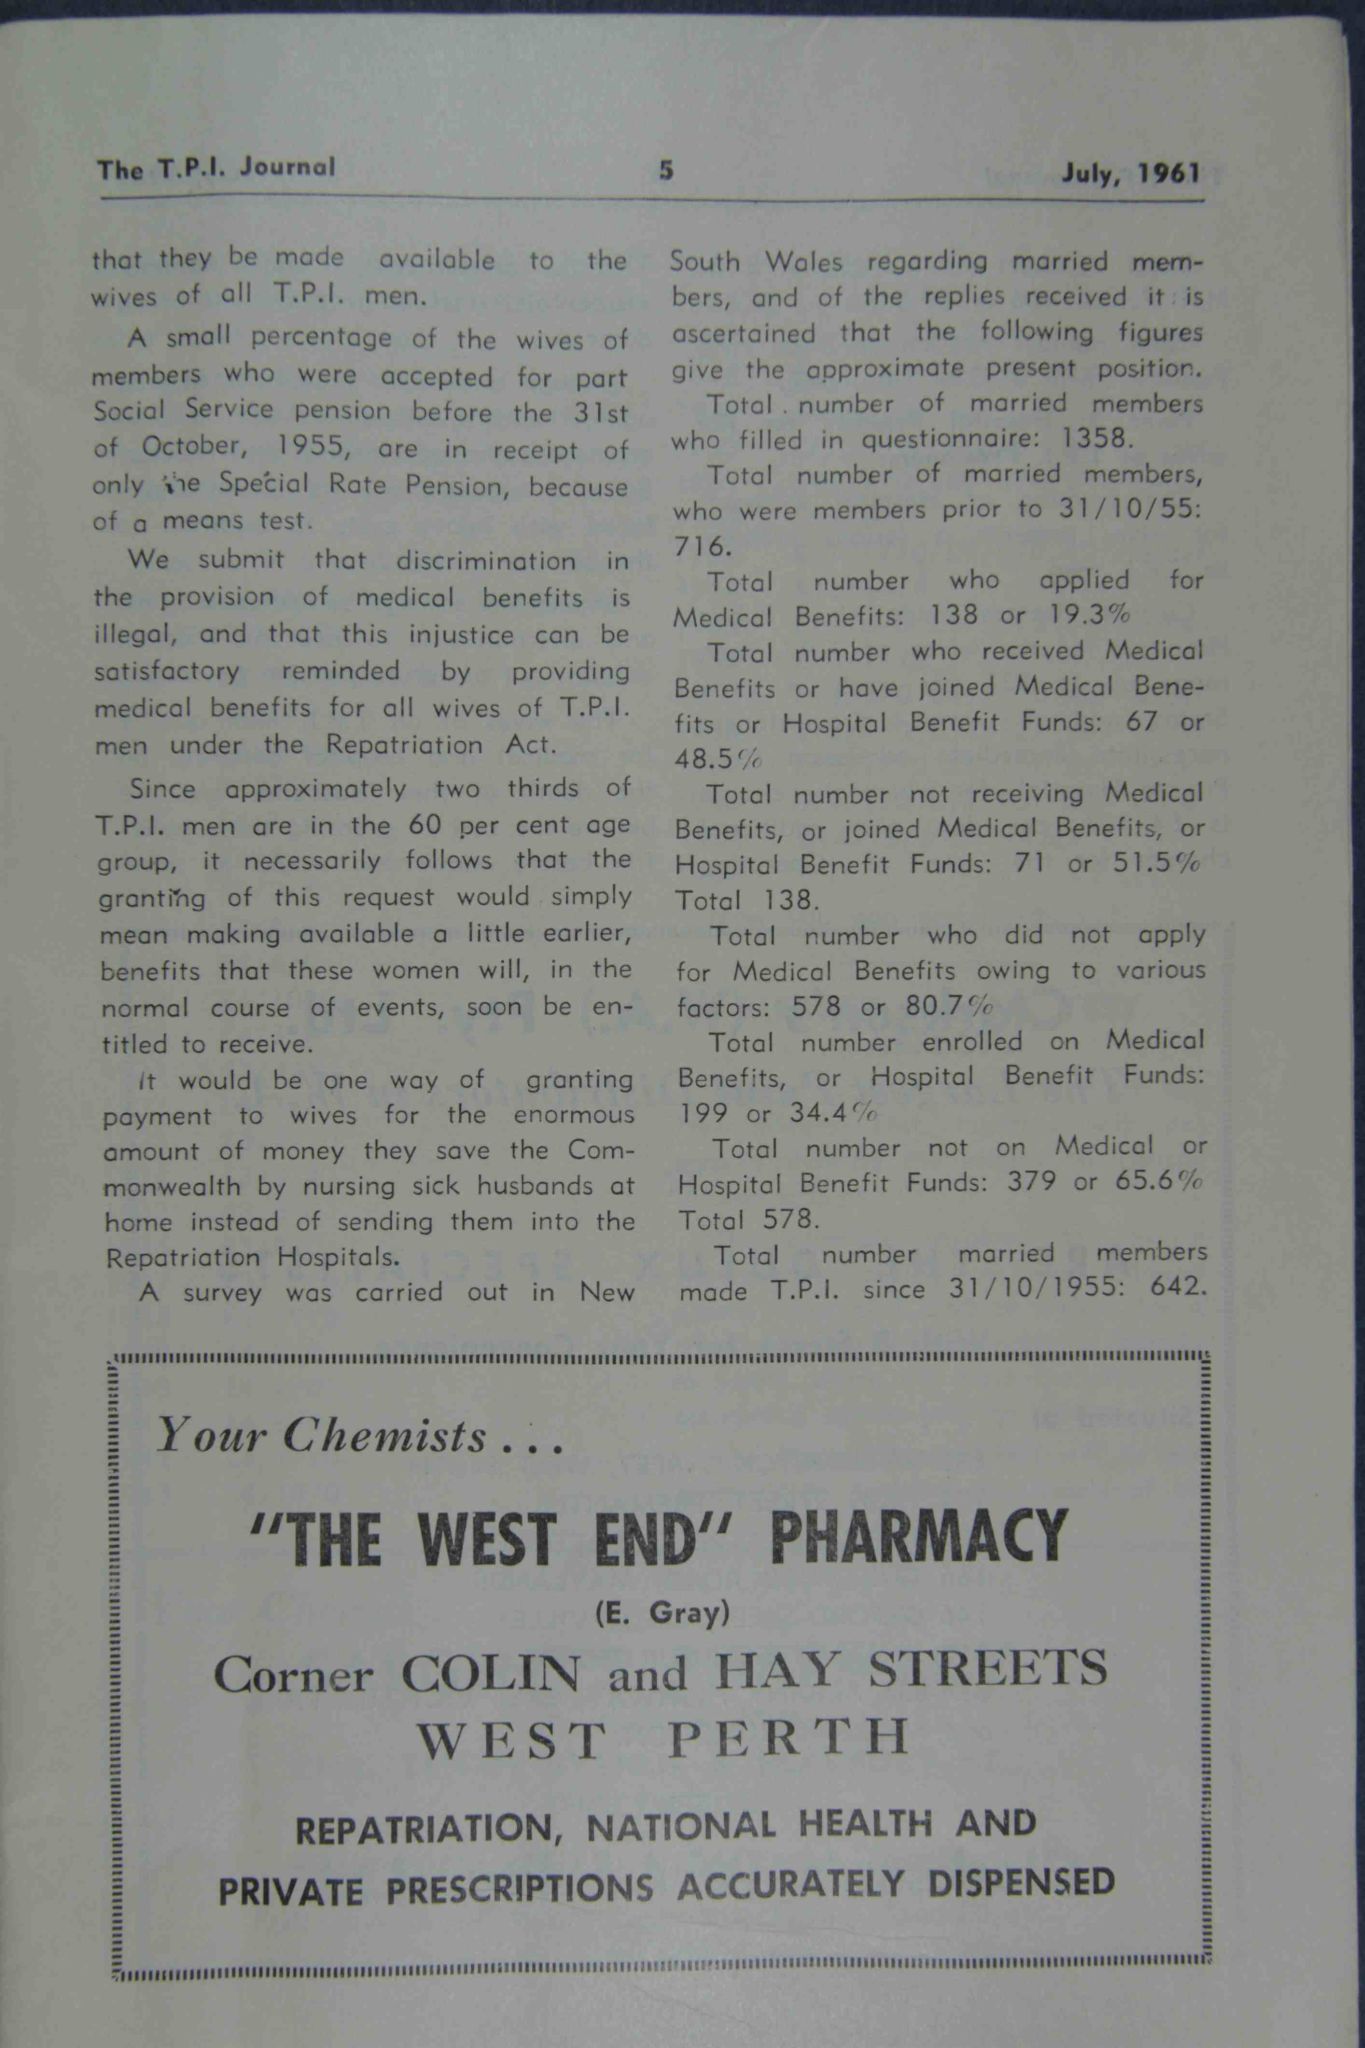 The T.P.I. Journal 5 July, 1961
that they be made available to the
wives of all T.P.I. men.
A small percentage of the wives of
members who were accepted for part
Social Service pension before the 31st
of October, 1955, are in receipt of
only the Special Rate Pension, because
of a means test.
We submit that discrimination in
the provision of medical benefits is
illegal, and that this injustice can be
satisfactory reminded by providing
medical benefits for all wives of T.P.I.
men under the Repatriation Act.
Since approximately two thirds of
T.P.I. men are in the 60 per cent age
group, it necessarily follows that the
granting of this request would simply
mean making available a little earlier,
benefits that these women will, in the
normal course of events, soon be en-
titled to receive.
It would be one way of granting
payment to wives for the enormous
amount of money they save the Com-
monwealth by nursing sick husbands at
home instead of sending them into the
Repatriation Hospitals.
A survey was carried out in New
South Wales regarding married mem-
bers, and of the replies received it is
ascertained that the following figures
give the approximate present position.
Total . number of married members
who filled in questionnaire: 1358.
Total number of married members,
who were members prior to 31/10/55:
716.
Total number who applied for
Medical Benefits: 138 or 19.3%
Total number who received Medical
Benefits or have joined Medical Bene-
fits or Hospital Benefit Funds: 67 or
48.5%
Total number not receiving Medical
Benefits, or joined Medical Benefits, or
Hospital Benefit Funds: 71 or 51.5%
Total 138.
Total number who did not apply
for Medical Benefits owing to various
factors: 578 or 80.7%
Total number enrolled on Medical
Benefits, or Hospital Benefit Funds:
199 or 34.4%
Total number not on Medical or
Hospital Benefit Funds: 379 or 65.6%
Total 578.
Total number married members
made T.P.I. since 31/10/1955: 642.
Your Chemists . . .
"THE WEST END" PHARMACY
(E. Gray)
Corner COLIN and HAY STREETS
WEST PERTH
REPATRIATION, NATIONAL HEALTH AND
PRIVATE PRESCRIPTIONS ACCURATELY DISPENSED